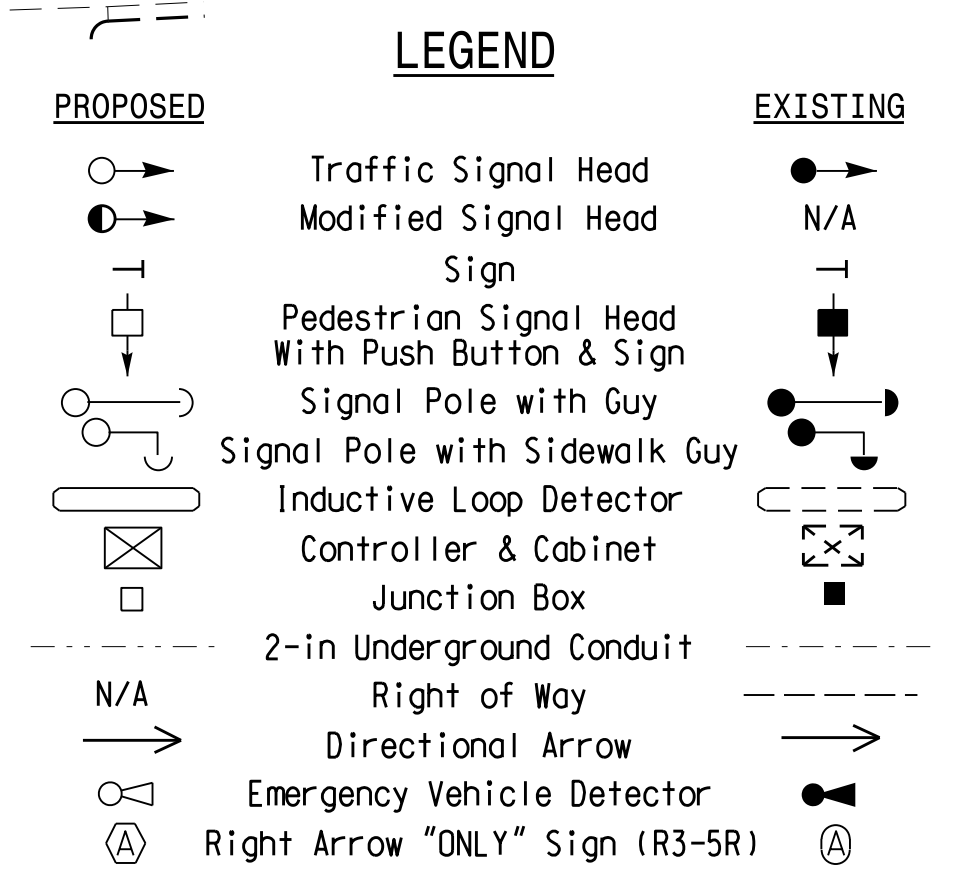 LEGEND
PROPOSED EXISTING
Traffic Signal Head
Modified Signal Head N/A
Sign
Pedestrian Signal Head
With Push Button & Sign
Signal Pole with Guy
Signal Pole with Sidewalk Guy
Inductive Loop Detector
Controller & Cabinet
Junction Box
2-in Underground Conduit
N/A Right of Way
Directional Arrow
Emergency Vehicle Detector
A Right Arrow "ONLY" Sign (R3-5R) A